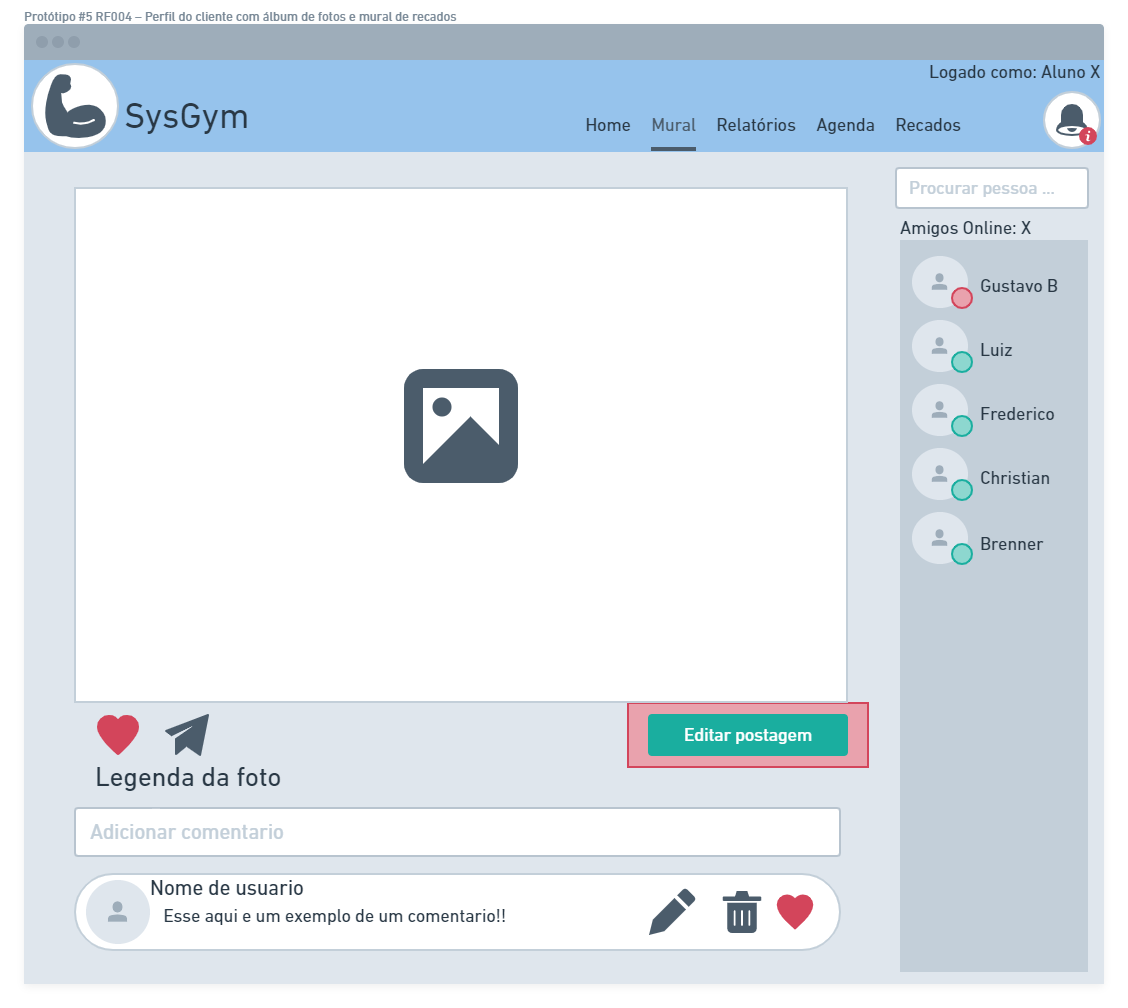 Protótipo #5 RF004 – Perfil do cliente com álbum de fotos e mural de recados
Logado como: Aluno X
SysGym
Home Mural Relatórios Agenda Recados
i
Procurar pessoa ...
Amigos Online: X
Gustavo B
Luiz
Frederico
Christian
Brenner
Editar postagem
Legenda da foto
Adicionar comentario
Nome de usuario
Esse aqui e um exemplo de um comentario!!